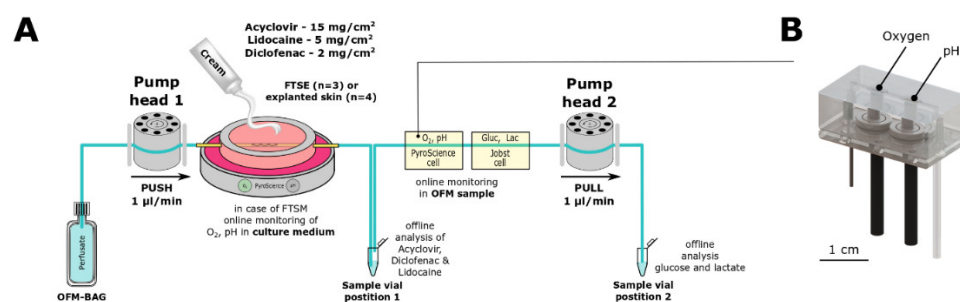 A
Acyclovir - 15 mg/cm²
Lidocaine - 5 mg/cm²
Diclofenac - 2 mg/cm²
Cream
FTSE (n=3) or
explanted skin (n=4)
Pump
head 1
PUSH
1 µl/min
PyroScience
in case of FTSM
online monitoring of
O₂, pH in culture medium
Perfusate
OFM-BAG
O₂, pH
PyroScience
cell
Gluc, Lac
Jobst
cell
online monitoring
in OFM sample
offline
analysis of
Acyclovir,
Diclofenac &
Lidocaine
Sample vial
postition 1
Pump
head 2
PULL
1 µl/min
offline
analysis
glucose and lactate
Sample vial
postition 2
B
Oxygen
pH
1 cm